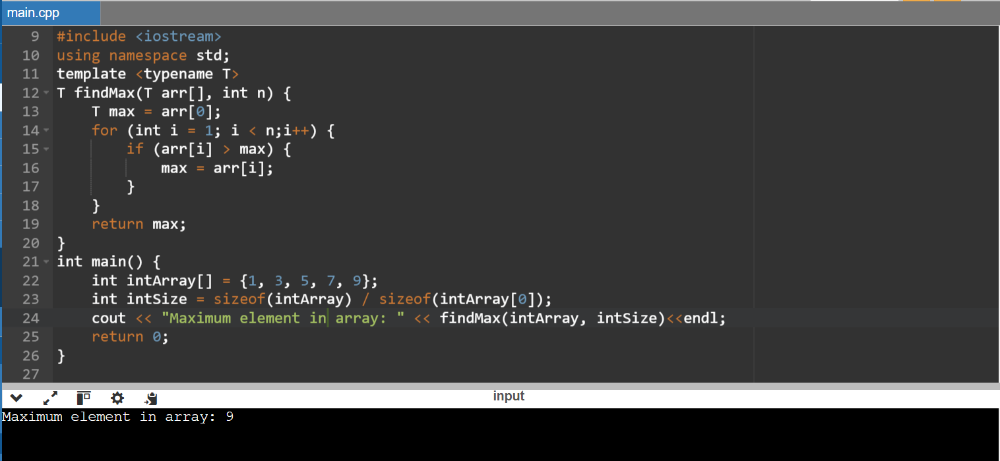 main.cpp
9 #include <iostream>
10 using namespace std;
11 template <typename T>
12 T findMax(T arr[], int n) {
13     T max = arr[0];
14     for (int i = 1; i < n;i++) {
15         if (arr[i] > max) {
16             max = arr[i];
17         }
18     }
19     return max;
20 }
21 int main() {
22     int intArray[] = {1, 3, 5, 7, 9};
23     int intSize = sizeof(intArray) / sizeof(intArray[0]);
24     cout << "Maximum element in array: " << findMax(intArray, intSize)<<endl;
25     return 0;
26 }
27
input
Maximum element in array: 9